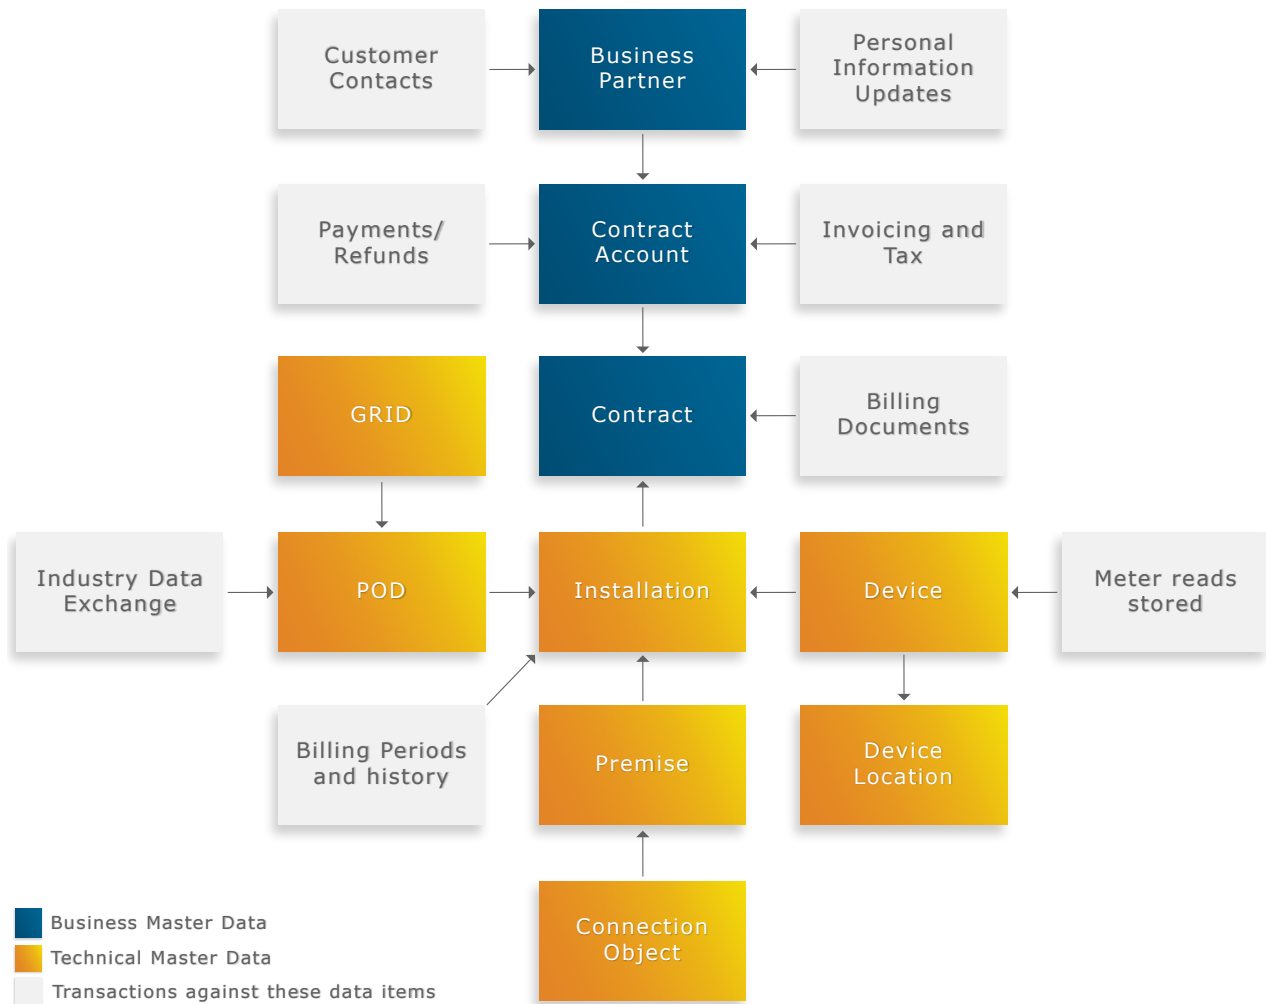 Customer
Contacts
Business
Partner
Personal
Information
Updates
Payments/
Refunds
Contract
Account
Invoicing and
Tax
GRID
Contract
Billing
Documents
Industry Data
Exchange
POD
Installation
Device
Meter reads
stored
Billing Periods
and history
Premise
Device
Location
Connection
Object
Business Master Data
Technical Master Data
Transactions against these data items